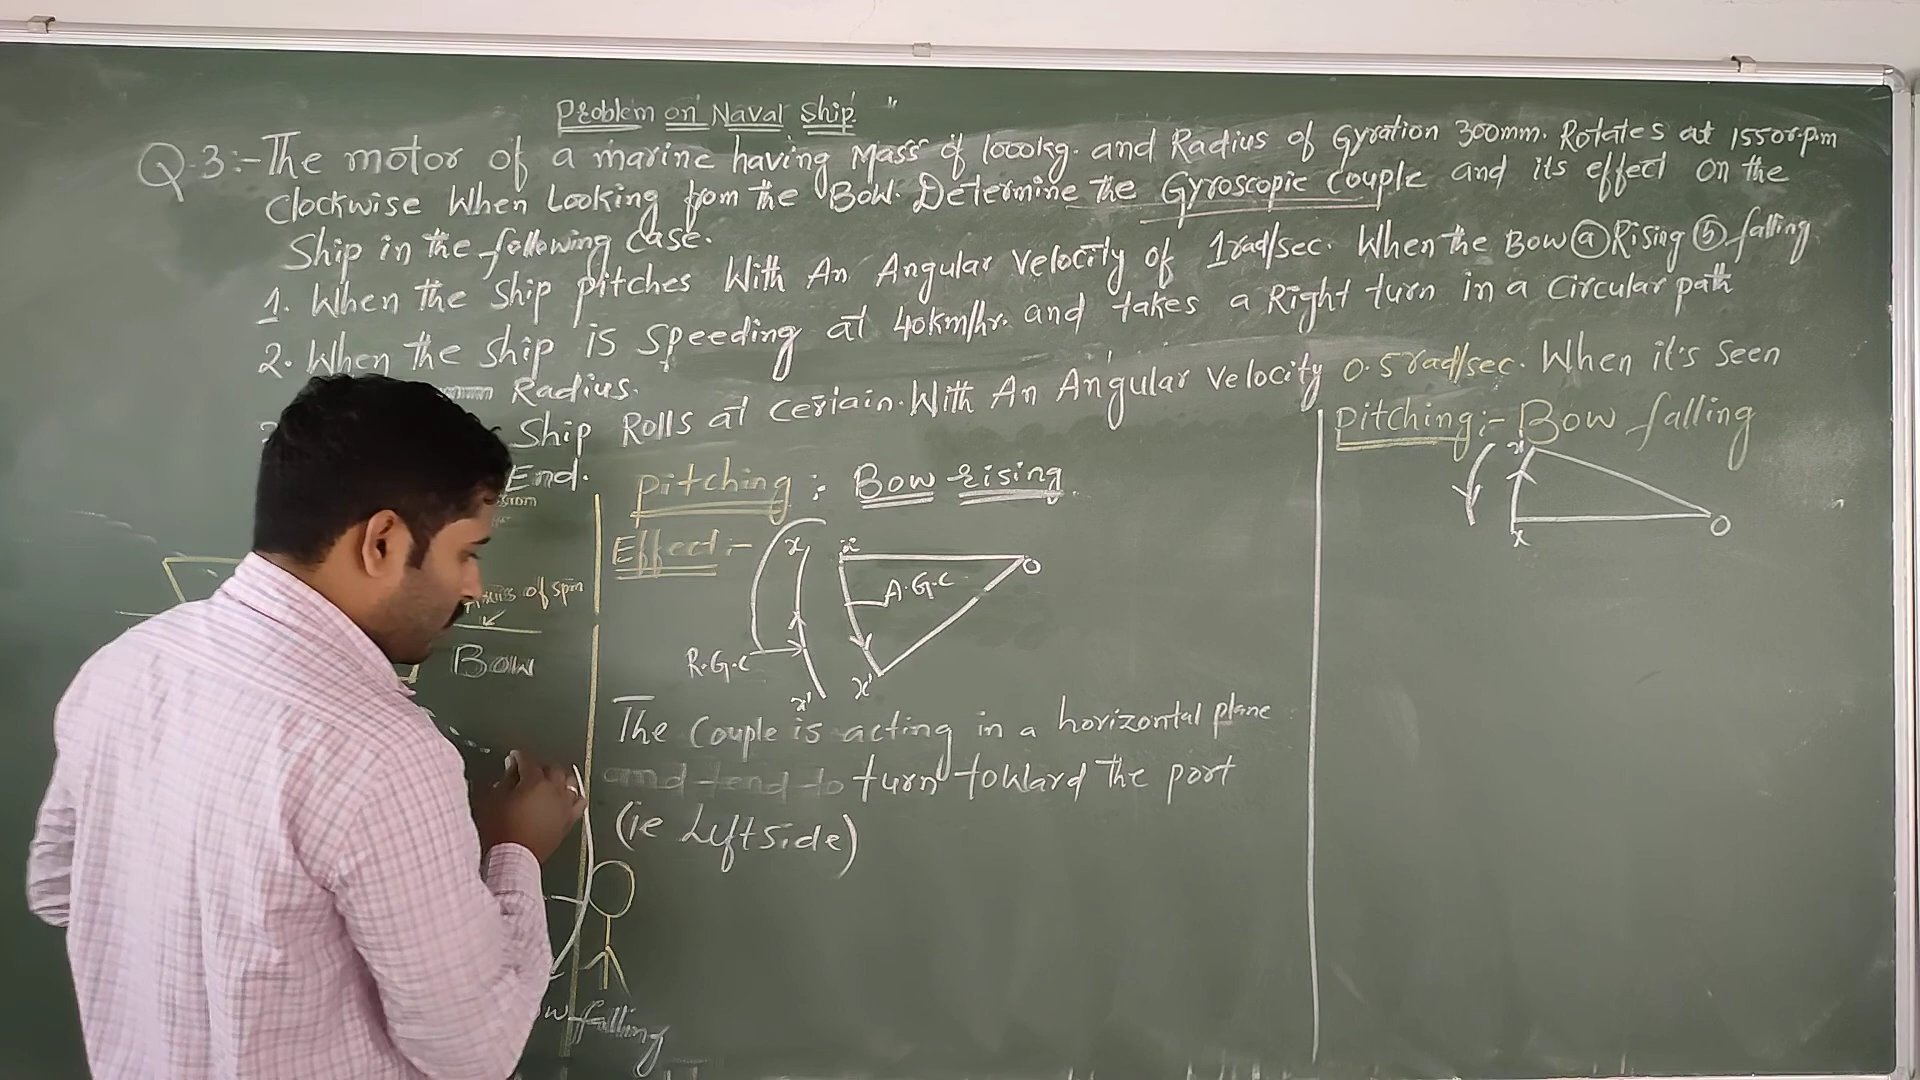 Problem on Naval Ship "
Q.3:- The motor of a marine having Mass of 1000kg. and Radius of Gyration 300mm. Rotates at 1550r.p.m
Clockwise When Looking from the Bow. Determine the Gyroscopic Couple and its effect on the
Ship in the following Case.
1. When the Ship pitches With An Angular Velocity of 1rad/sec. When the Bow (a) Rising (b) falling
2. When the Ship is Speeding at 40km/hr. and takes a Right turn in a Circular path
Radius.
Ship Rolls at Certain. With An Angular Velocity 0.5rad/sec. When it's Seen
End.
of spin
Bow
falling
Pitching : Bow rising
Effect :-
x
x
O
A.G.C
R.G.C
x'
x'
The Couple is acting in a horizontal plane
and tend to turn toward the port
(ie Left side)
Pitching :- Bow falling
x'
x
O